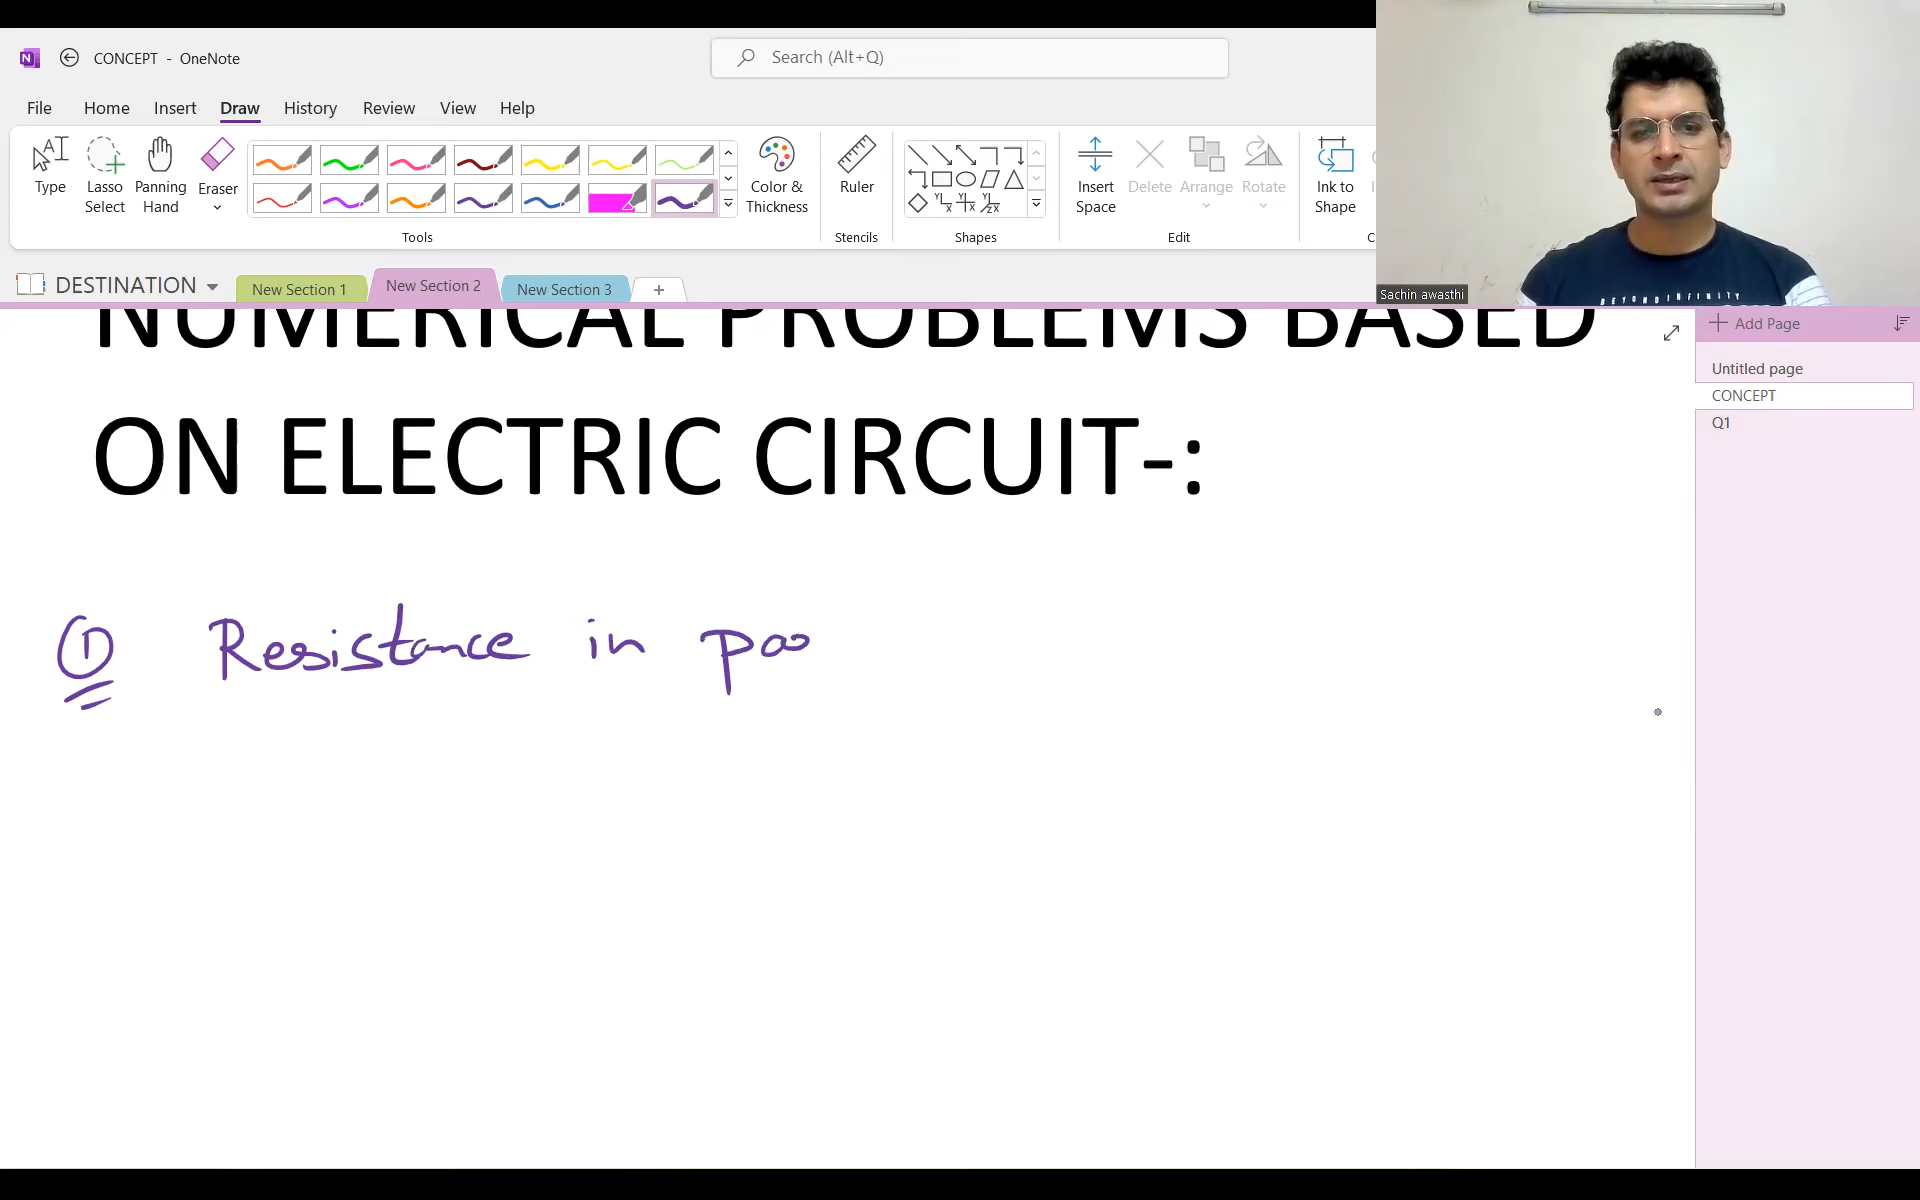 CONCEPT - OneNote
Search (Alt+Q)
File Home Insert Draw History Review View Help
Type
Lasso Select
Panning Hand
Eraser
Color & Thickness
Ruler
Insert Space
Delete
Arrange
Rotate
Ink to Shape
Tools
Stencils
Shapes
Edit
BEYOND INFINITY
Sachin awasthi
DESTINATION
New Section 1
New Section 2
New Section 3
+
Add Page
Untitled page
CONCEPT
Q1
NUMERICAL PROBLEMS BASED
ON ELECTRIC CIRCUIT-:
① Resistance in